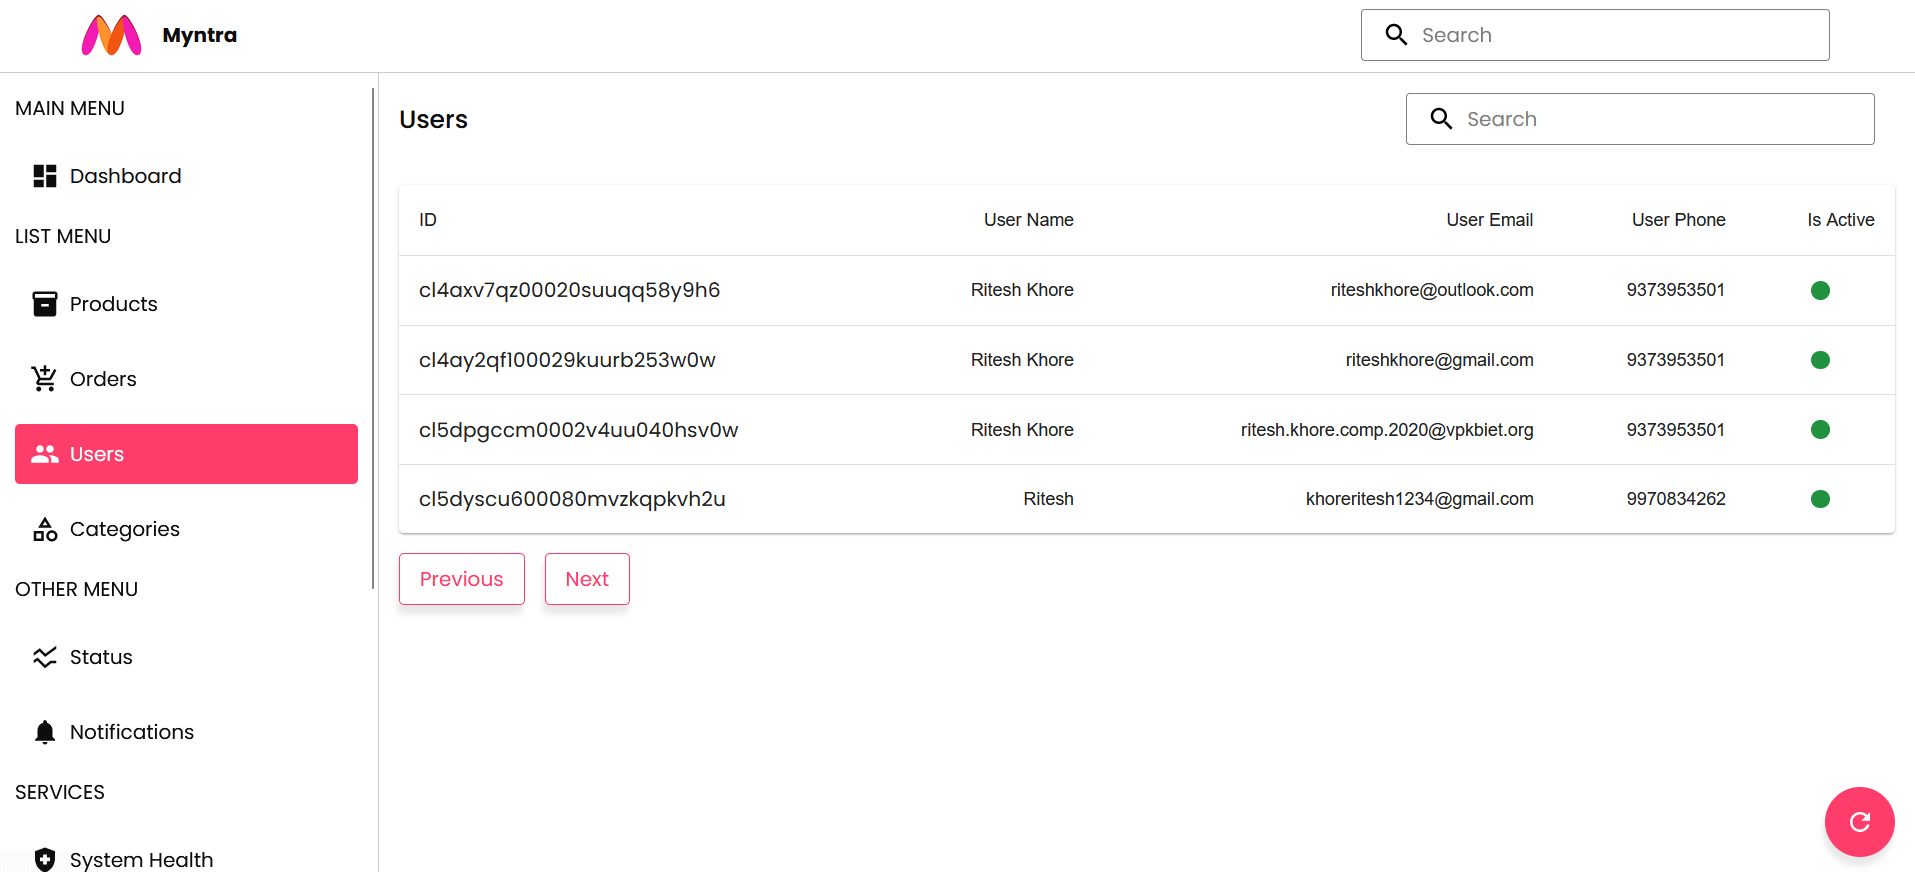 Myntra
Search
MAIN MENU
Dashboard
LIST MENU
Products
Orders
Users
Categories
OTHER MENU
Status
Notifications
SERVICES
System Health
Users
Search
ID User Name User Email User Phone Is Active
cl4axv7qz00020suuqq58y9h6 Ritesh Khore riteshkhore@outlook.com 9373953501
cl4ay2qf100029kuurb253w0w Ritesh Khore riteshkhore@gmail.com 9373953501
cl5dpgccm0002v4uu040hsv0w Ritesh Khore ritesh.khore.comp.2020@vpkbiet.org 9373953501
cl5dyscu600080mvzkqpkvh2u Ritesh khoreritesh1234@gmail.com 9970834262
Previous Next